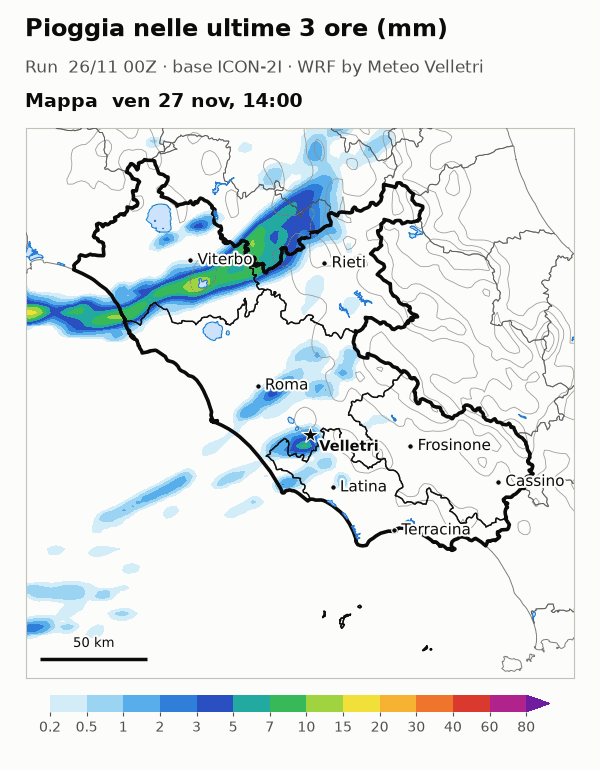 Pioggia nelle ultime 3 ore (mm)
Run  26/11 00Z · base ICON-2I · WRF by Meteo Velletri
Mappa  ven 27 nov, 14:00
Viterbo
Rieti
Roma
Velletri
Frosinone
Cassino
Latina
Terracina
50 km
0.2 0.5 1 2 3 5 7 10 15 20 30 40 60 80